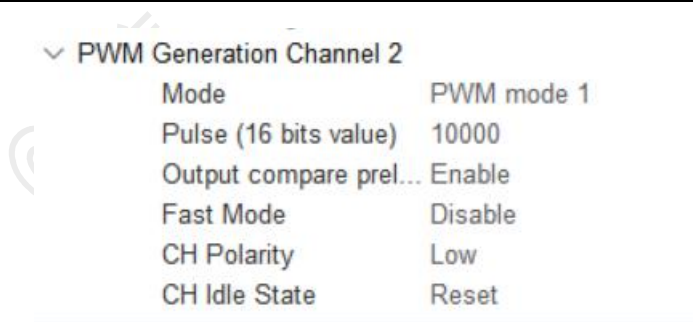 PWM Generation Channel 2
Mode PWM mode 1
Pulse (16 bits value) 10000
Output compare prel... Enable
Fast Mode Disable
CH Polarity Low
CH Idle State Reset